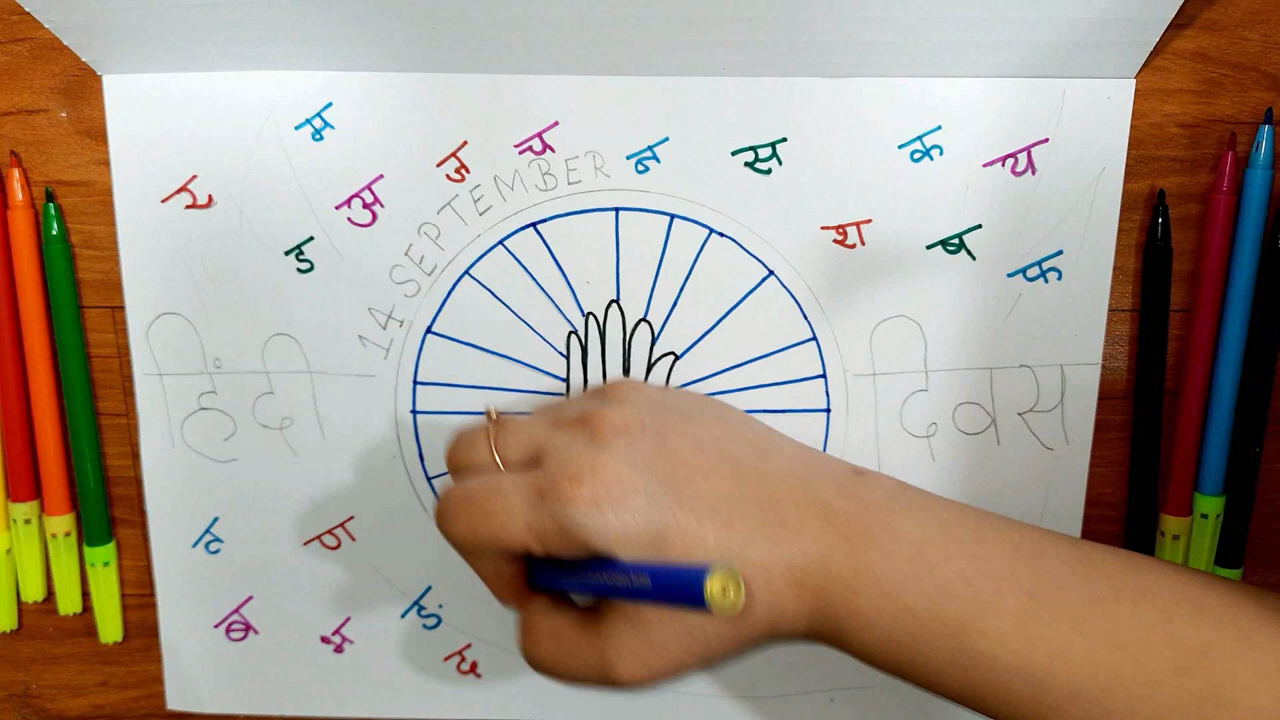 म
र
अ
ड
ज
च
न
स
क
य
श
ब
फ
14 SEPTEMBER
हिंदी
दिवस
ट
ण
भ